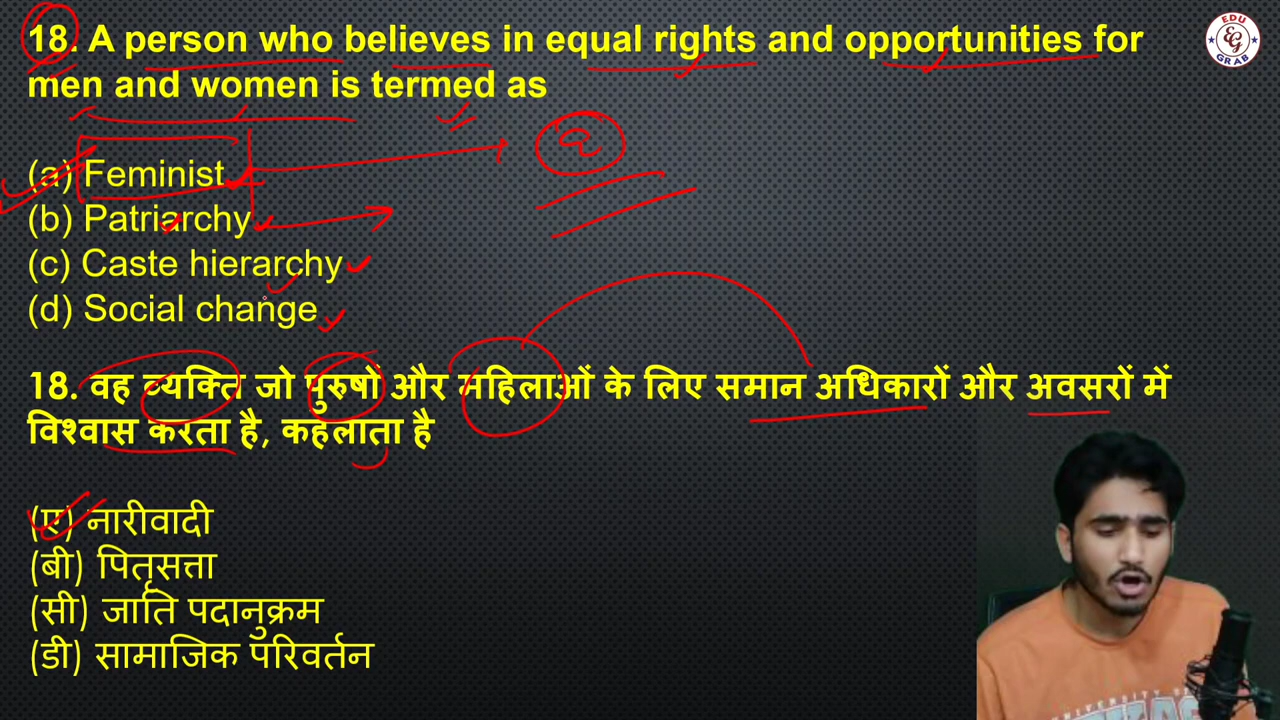 18. A person who believes in equal rights and opportunities for
men and women is termed as
(a) Feminist
(b) Patriarchy
(c) Caste hierarchy
(d) Social change
a
18. वह व्यक्ति जो पुरुषों और महिलाओं के लिए समान अधिकारों और अवसरों में
विश्वास करता है, कहलाता है
(ए) नारीवादी
(बी) पितृसत्ता
(सी) जाति पदानुक्रम
(डी) सामाजिक परिवर्तन
EDU
EG
GRAB